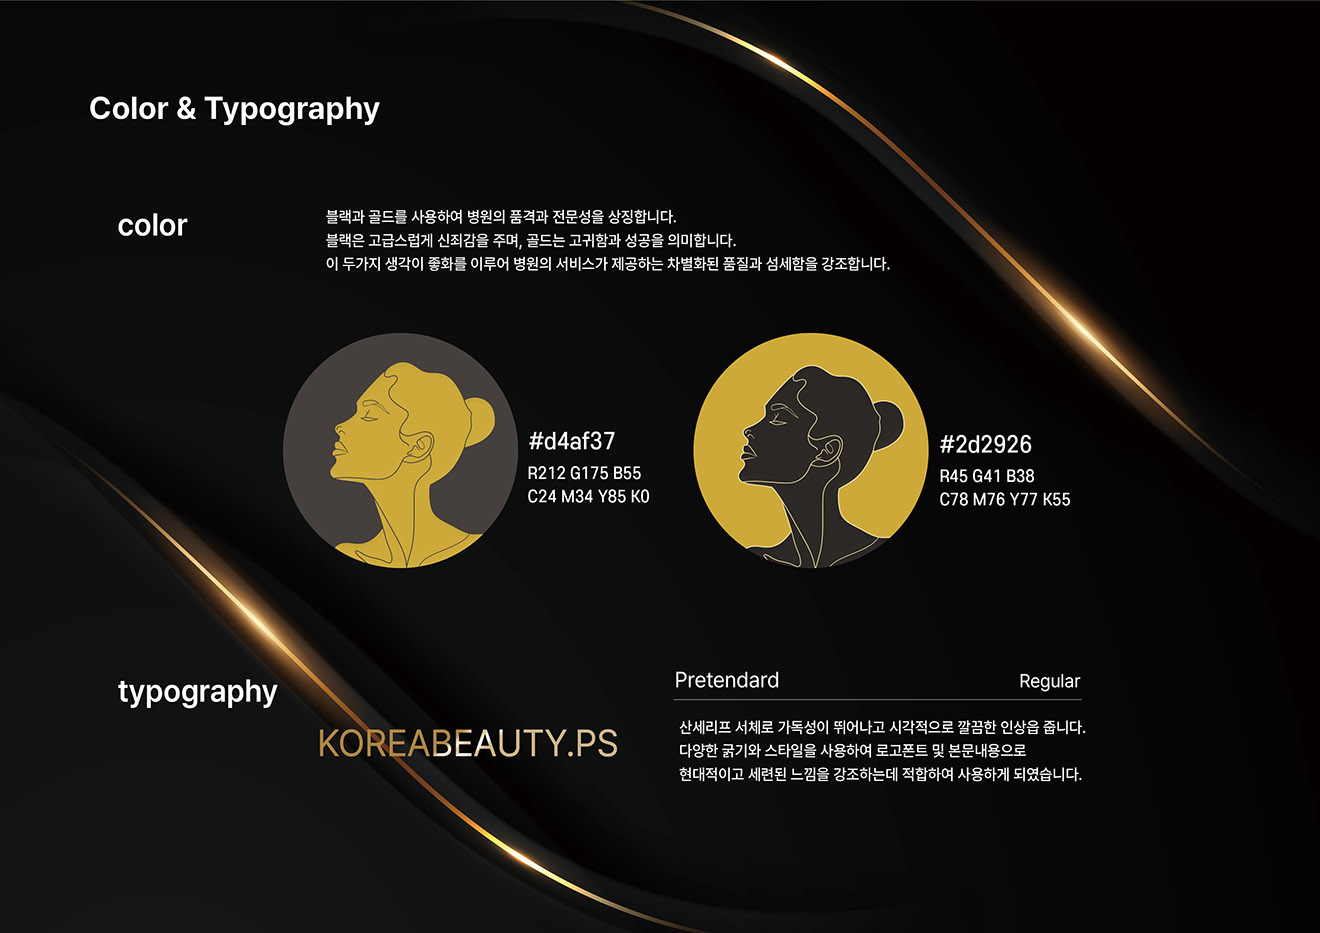 Color & Typography
color
블랙과 골드를 사용하여 병원의 품격과 전문성을 상징합니다.
블랙은 고급스럽게 신죄감을 주며, 골드는 고귀함과 성공을 의미합니다.
이 두가지 생각이 좋화를 이루어 병원의 서비스가 제공하는 차별화된 품질과 섬세함을 강조합니다.
#d4af37
R212 G175 B55
C24 M34 Y85 K0
#2d2926
R45 G41 B38
C78 M76 Y77 K55
typography
KOREABEAUTY.PS
Pretendard Regular
산세리프 서체로 가독성이 뛰어나고 시각적으로 깔끔한 인상읍 줍니다.
다양한 굵기와 스타일을 사용하여 로고폰트 및 본문내용으로
현대적이고 세련된 느낌을 강조하는데 적합하여 사용하게 되였습니다.